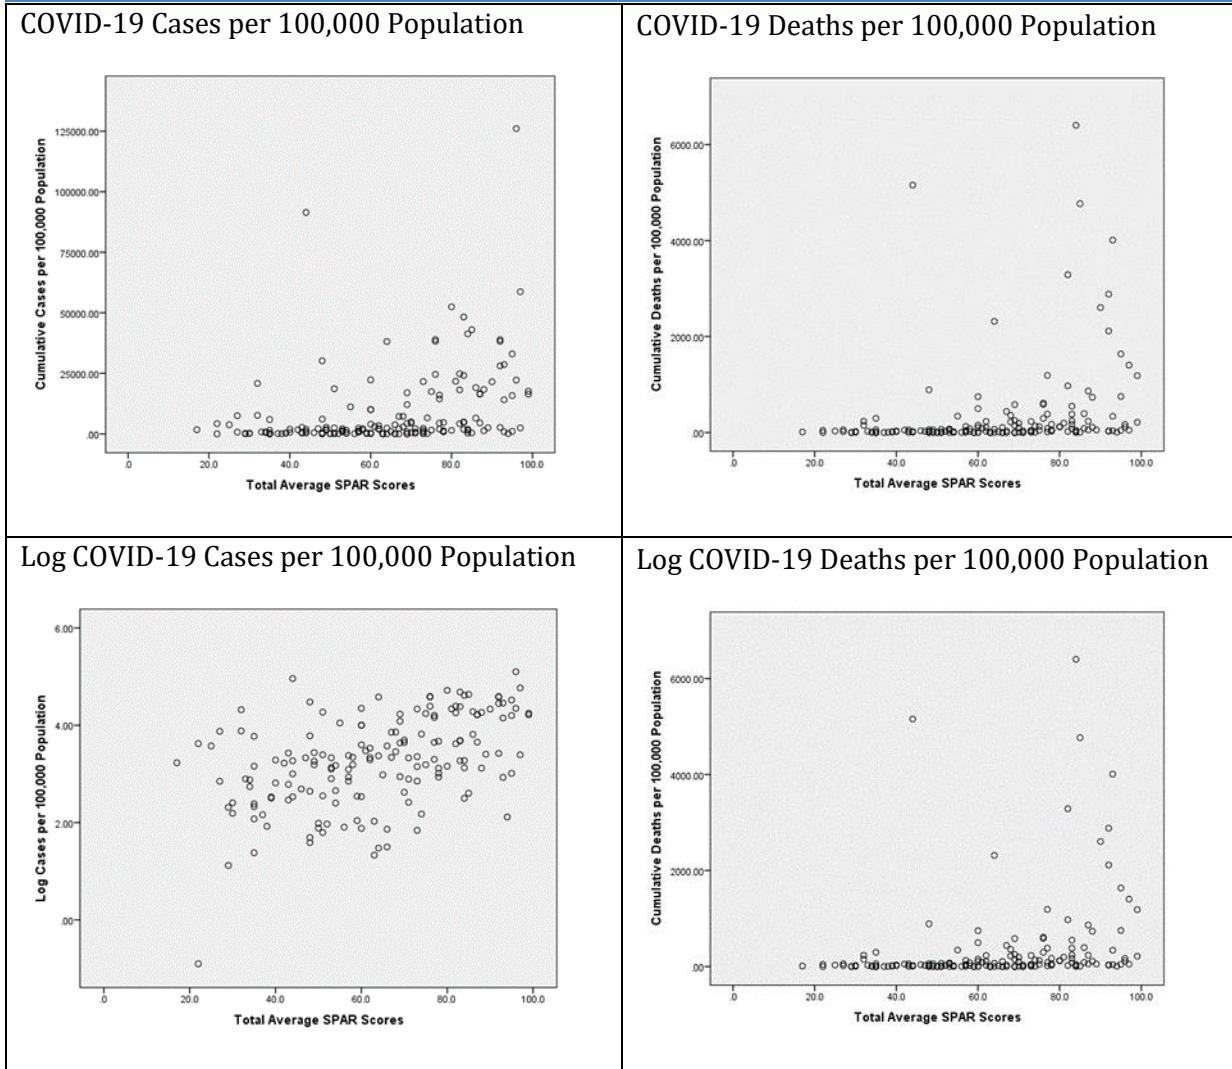 COVID-19 Cases per 100,000 Population
Cumulative Cases per 100,000 Population
125000.00
100000.00
75000.00
50000.00
25000.00
.00
.0 20.0 40.0 60.0 80.0 100.0
Total Average SPAR Scores
COVID-19 Deaths per 100,000 Population
Cumulative Deaths per 100,000 Population
6000.00
4000.00
2000.00
.00
.0 20.0 40.0 60.0 80.0 100.0
Total Average SPAR Scores
Log COVID-19 Cases per 100,000 Population
Log Cases per 100,000 Population
6.00
4.00
2.00
.00
.0 20.0 40.0 60.0 80.0 100.0
Total Average SPAR Scores
Log COVID-19 Deaths per 100,000 Population
Cumulative Deaths per 100,000 Population
6000.00
4000.00
2000.00
.00
.0 20.0 40.0 60.0 80.0 100.0
Total Average SPAR Scores